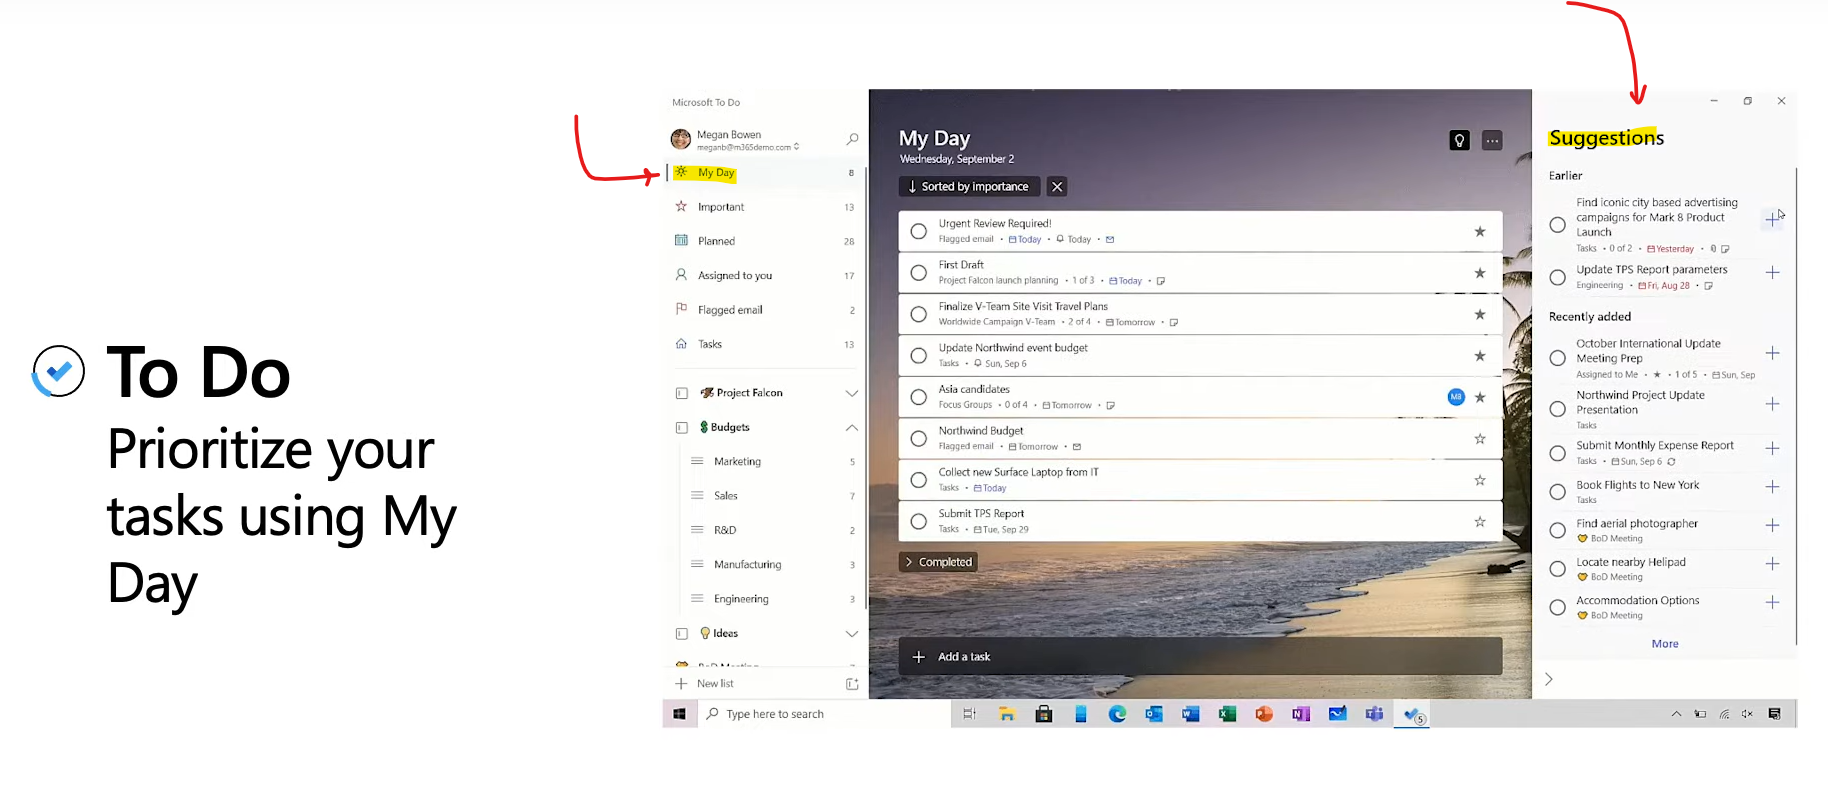 To Do
Prioritize your
tasks using My
Day
Microsoft To Do
Megan Bowen
meganb@m365demo.com
My Day 8
Important 13
Planned 28
Assigned to you 17
Flagged email 2
Tasks 13
Project Falcon
Budgets
Marketing 5
Sales 7
R&D 2
Manufacturing 3
Engineering 3
Ideas
BoD Meeting
New list
My Day
Wednesday, September 2
Sorted by importance
Urgent Review Required!
Flagged email • Today • Today •
First Draft
Project Falcon launch planning • 1 of 3 • Today •
Finalize V-Team Site Visit Travel Plans
Worldwide Campaign V-Team • 2 of 4 • Tomorrow •
Update Northwind event budget
Tasks • Sun, Sep 6
Asia candidates
Focus Groups • 0 of 4 • Tomorrow •
MB
Northwind Budget
Flagged email • Tomorrow •
Collect new Surface Laptop from IT
Tasks • Today
Submit TPS Report
Tasks • Tue, Sep 29
Completed
Add a task
Suggestions
Earlier
Find iconic city based advertising
campaigns for Mark 8 Product
Launch
Tasks • 0 of 2 • Yesterday •
Update TPS Report parameters
Engineering • Fri, Aug 28 •
Recently added
October International Update
Meeting Prep
Assigned to Me • ★ • 1 of 5 • Sun, Sep
Northwind Project Update
Presentation
Tasks
Submit Monthly Expense Report
Tasks • Sun, Sep 6
Book Flights to New York
Tasks
Find aerial photographer
BoD Meeting
Locate nearby Helipad
BoD Meeting
Accommodation Options
BoD Meeting
More
Type here to search
5